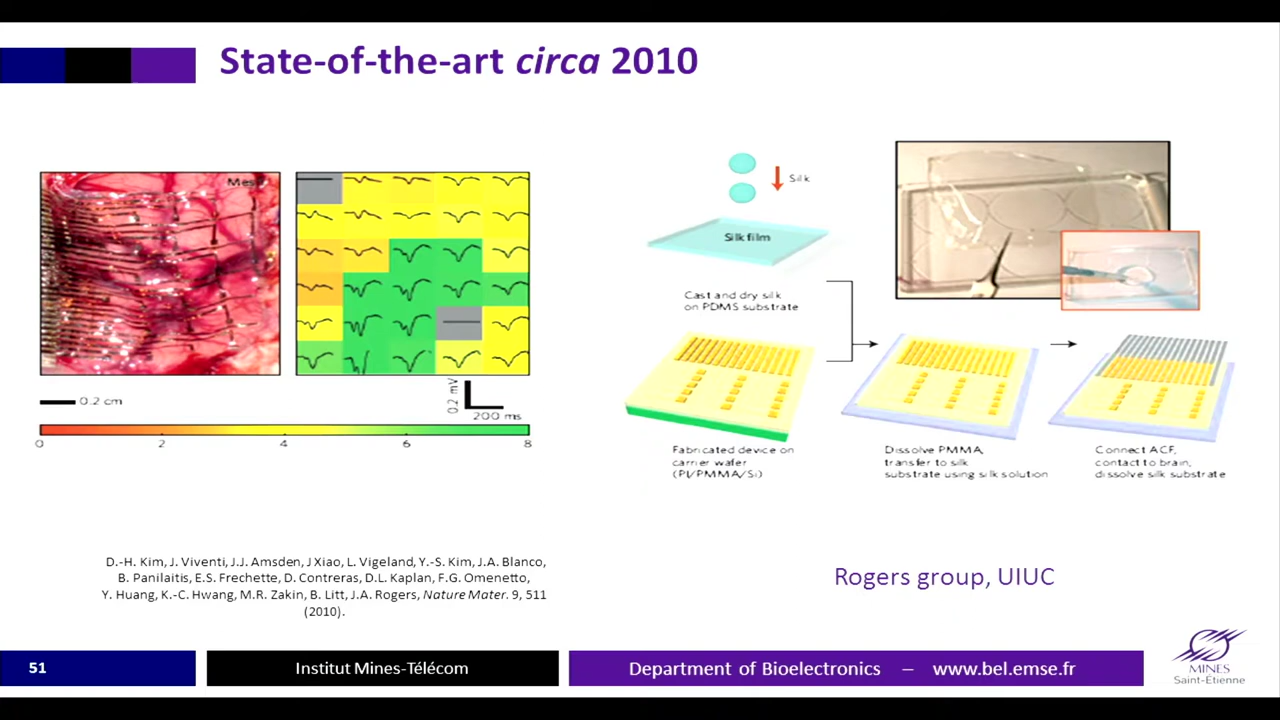 State-of-the-art circa 2010
Mesh
0.2 cm
0.2 mV
200 ms
0 2 4 6 8
Silk
Silk film
Cast and dry silk
on PDMS substrate
Fabricated device on
carrier wafer
(PI/PMMA/Si)
Dissolve PMMA,
transfer to silk
substrate using silk solution
Connect ACF,
contact to brain,
dissolve silk substrate
D.-H. Kim, J. Viventi, J.J. Amsden, J Xiao, L. Vigeland, Y.-S. Kim, J.A. Blanco,
B. Panilaitis, E.S. Frechette, D. Contreras, D.L. Kaplan, F.G. Omenetto,
Y. Huang, K.-C. Hwang, M.R. Zakin, B. Litt, J.A. Rogers, Nature Mater. 9, 511
(2010).
Rogers group, UIUC
51
Institut Mines-Télécom
Department of Bioelectronics – www.bel.emse.fr
MINES
Saint-Étienne